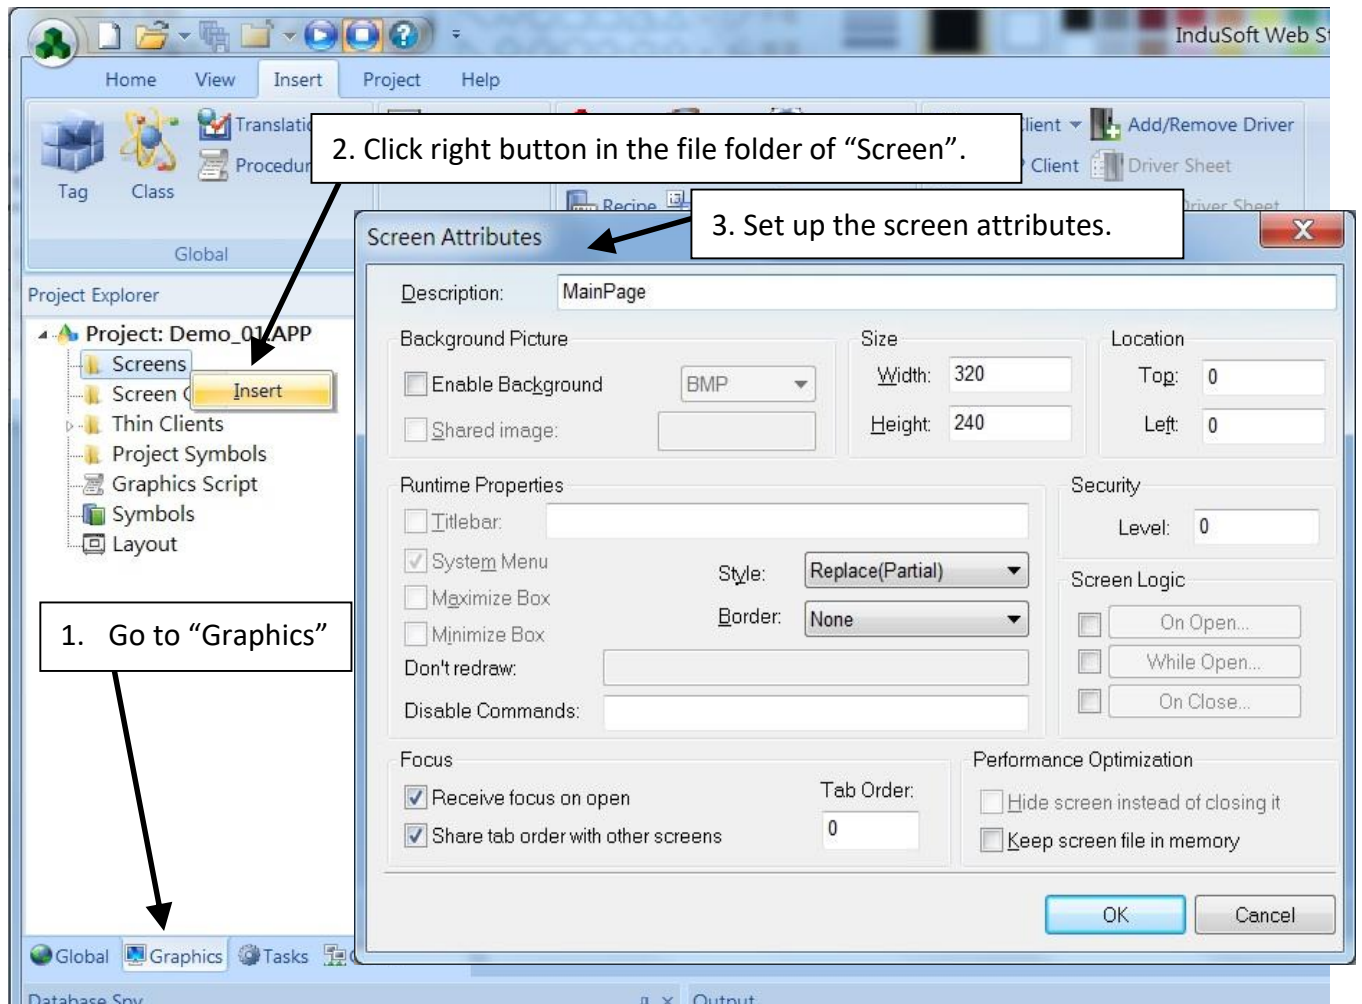 InduSoft Web St
Home View Insert Project Help
Translatio
Procedur
Tag Class
Global
2. Click right button in the file folder of “Screen”.
lient Add/Remove Driver
Client Driver Sheet
Recipe
Driver Sheet
3. Set up the screen attributes.
Screen Attributes
Project Explorer
Project: Demo_01.APP
Screens
Insert
Screen G
Thin Clients
Project Symbols
Graphics Script
Symbols
Layout
1. Go to “Graphics”
Description: MainPage
Background Picture
Enable Background BMP
Shared image:
Size
Width: 320
Height: 240
Location
Top: 0
Left: 0
Runtime Properties
Titlebar:
System Menu
Maximize Box
Minimize Box
Style: Replace(Partial)
Border: None
Don't redraw:
Disable Commands:
Security
Level: 0
Screen Logic
On Open...
While Open...
On Close...
Focus
Receive focus on open
Share tab order with other screens
Tab Order:
0
Performance Optimization
Hide screen instead of closing it
Keep screen file in memory
OK Cancel
Global Graphics Tasks
Database Spy
Output